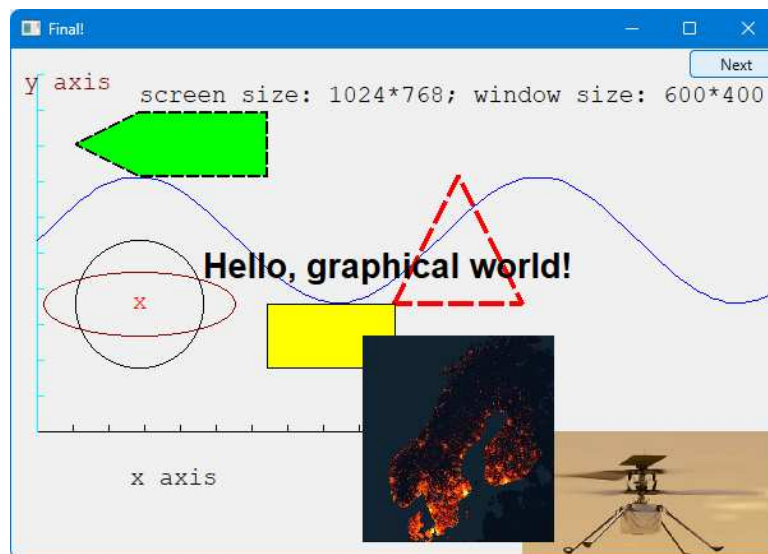 Final!
Next
y axis
screen size: 1024*768; window size: 600*400
Hello, graphical world!
x
x axis